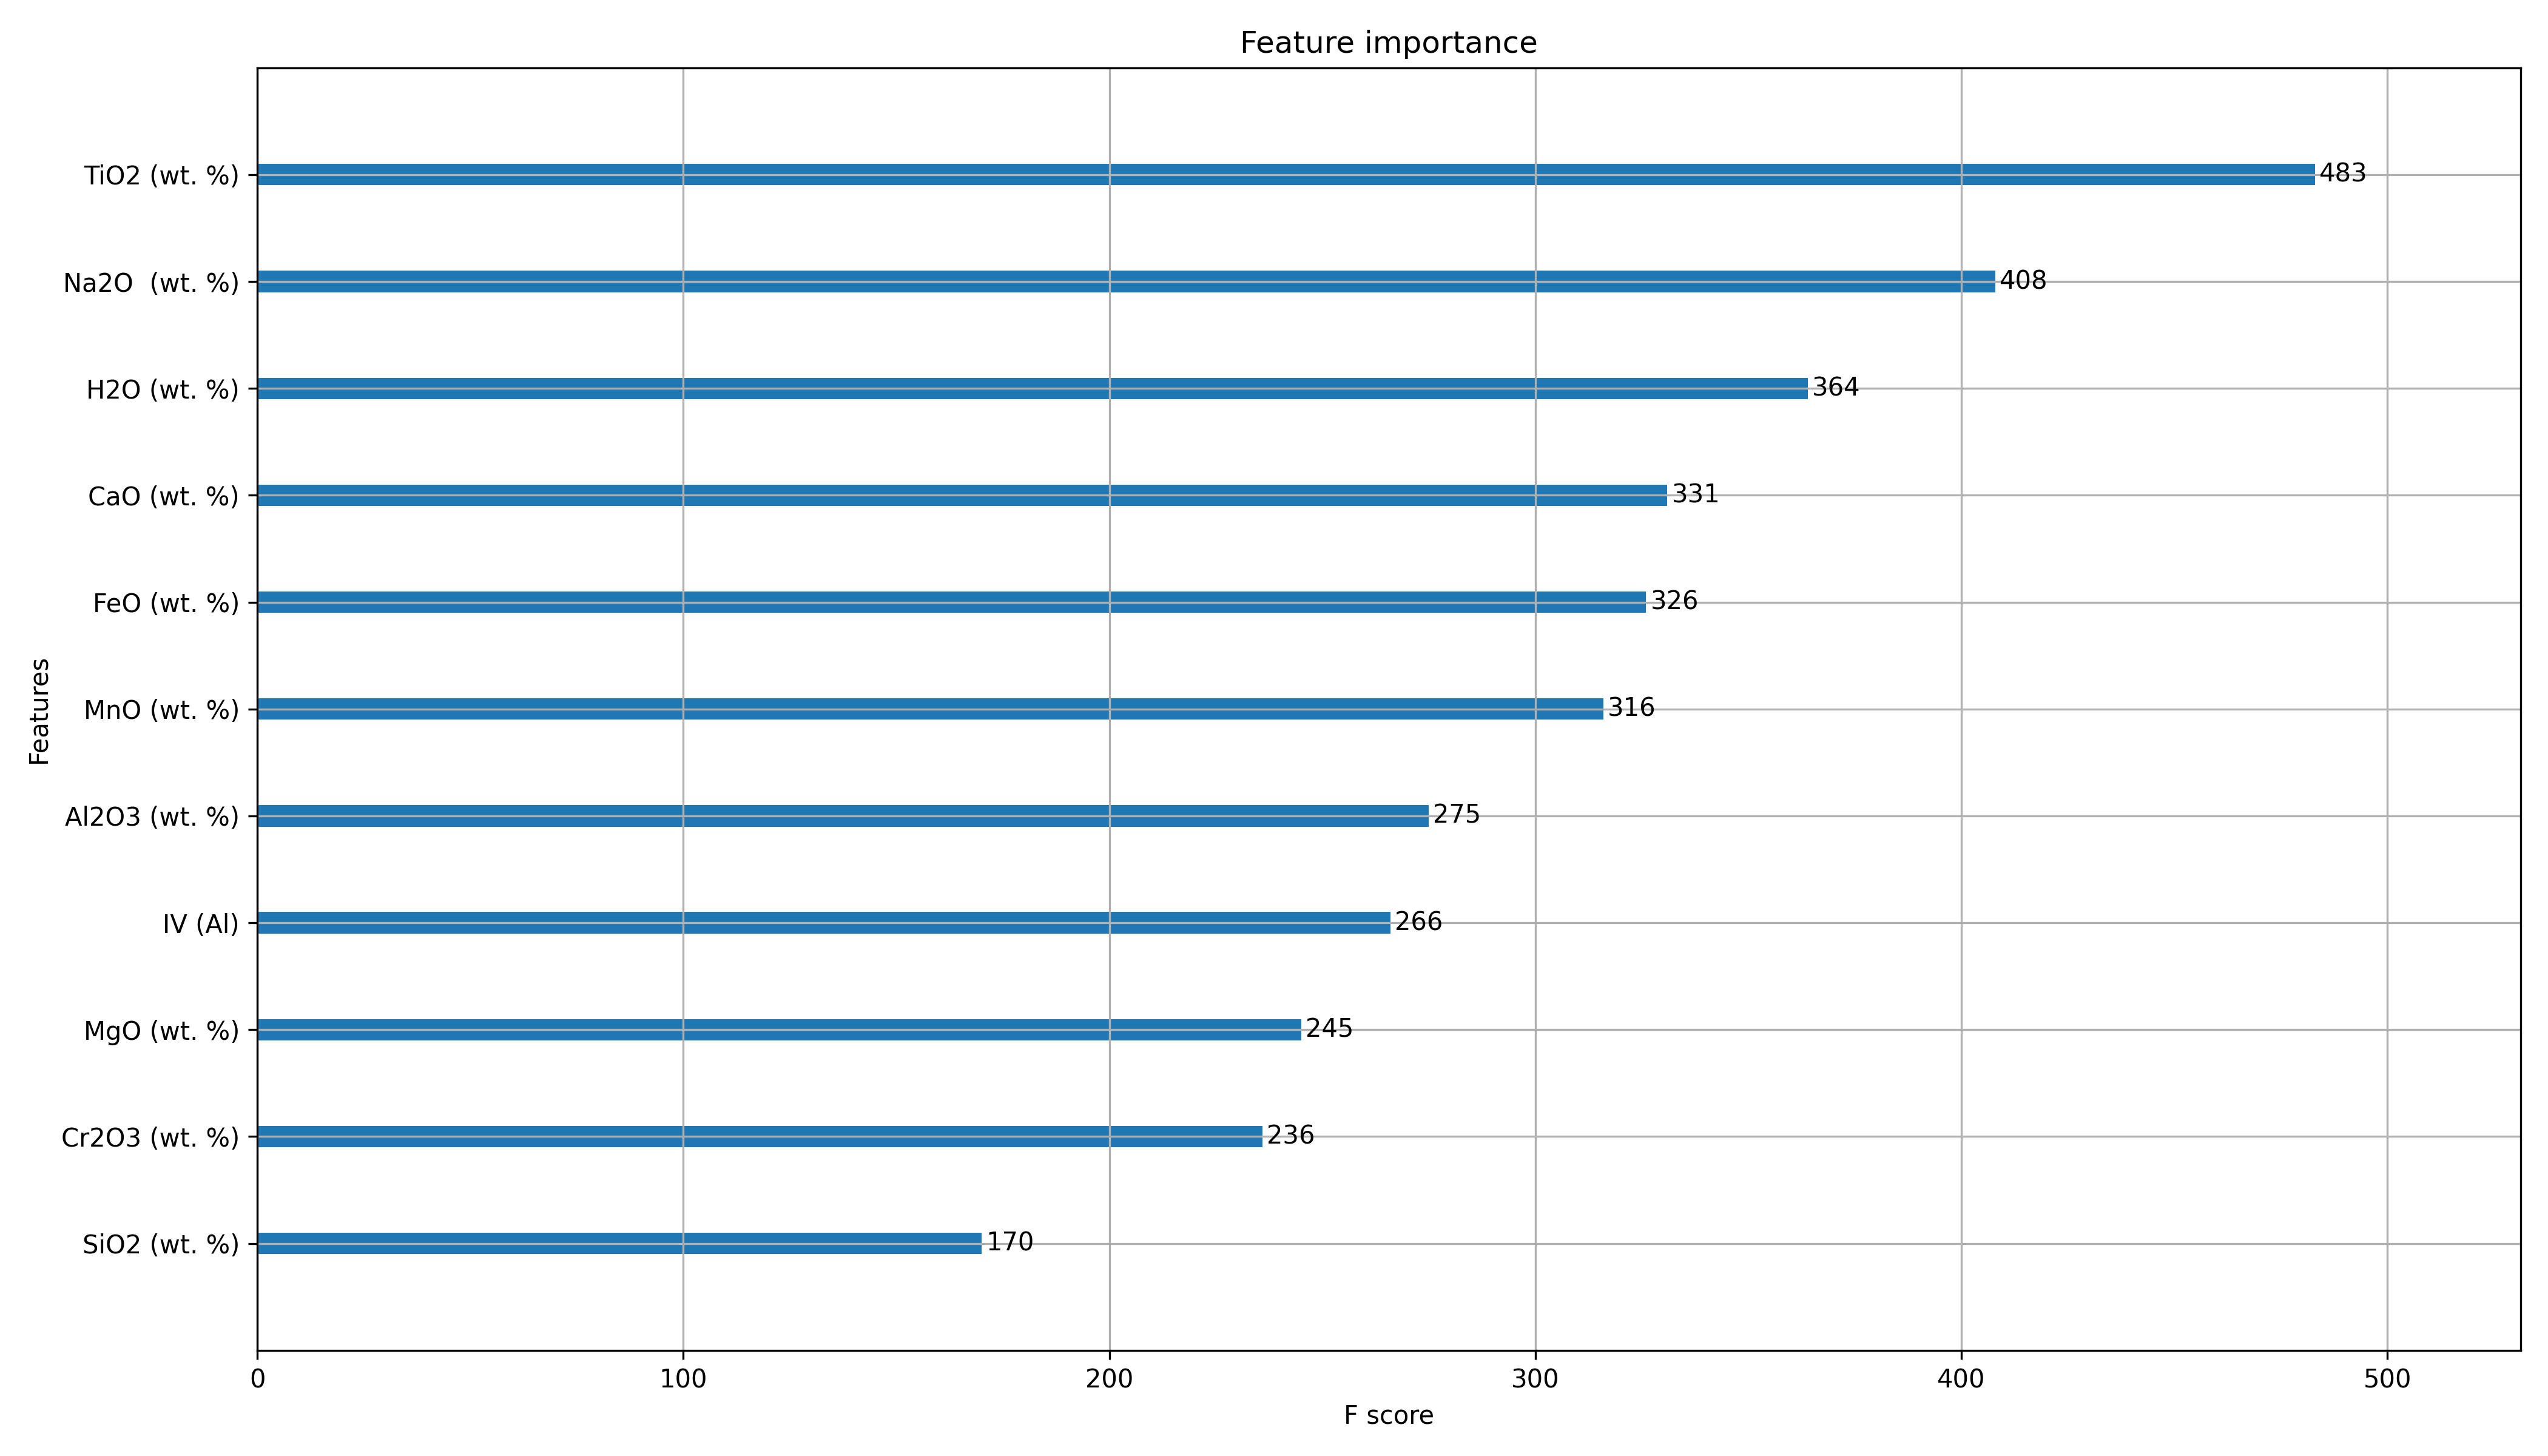 Feature importance
TiO2 (wt. %)
483
Na2O  (wt. %)
408
H2O (wt. %)
364
CaO (wt. %)
331
FeO (wt. %)
326
MnO (wt. %)
316
Al2O3 (wt. %)
275
IV (Al)
266
MgO (wt. %)
245
Cr2O3 (wt. %)
236
SiO2 (wt. %)
170
Features
0 100 200 300 400 500
F score